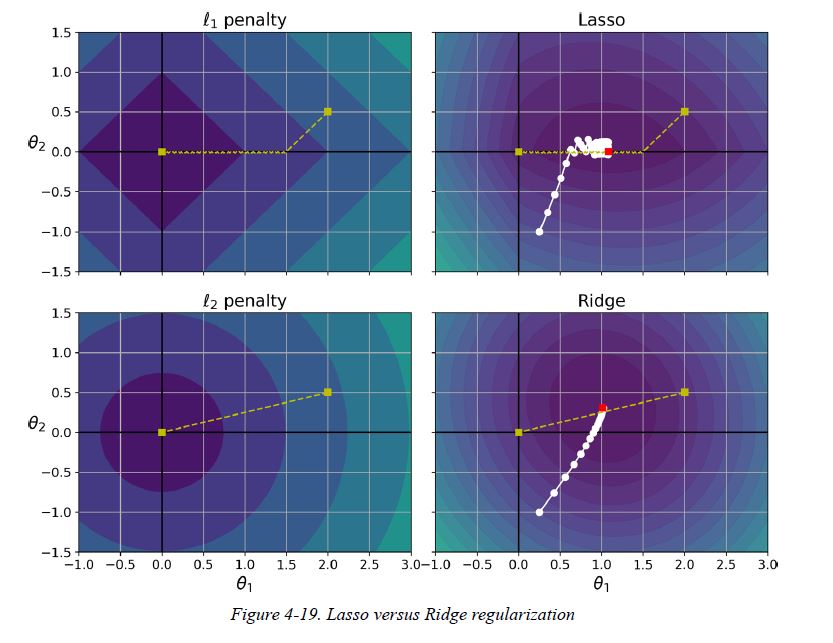 ℓ₁ penalty
Lasso
1.5
1.0
0.5
θ₂
0.0
−0.5
−1.0
−1.5
ℓ₂ penalty
Ridge
1.5
1.0
0.5
θ₂
0.0
−0.5
−1.0
−1.5
−1.0 −0.5 0.0 0.5 1.0 1.5 2.0 2.5 3.0
−1.0 −0.5 0.0 0.5 1.0 1.5 2.0 2.5 3.0
θ₁
θ₁
Figure 4-19. Lasso versus Ridge regularization